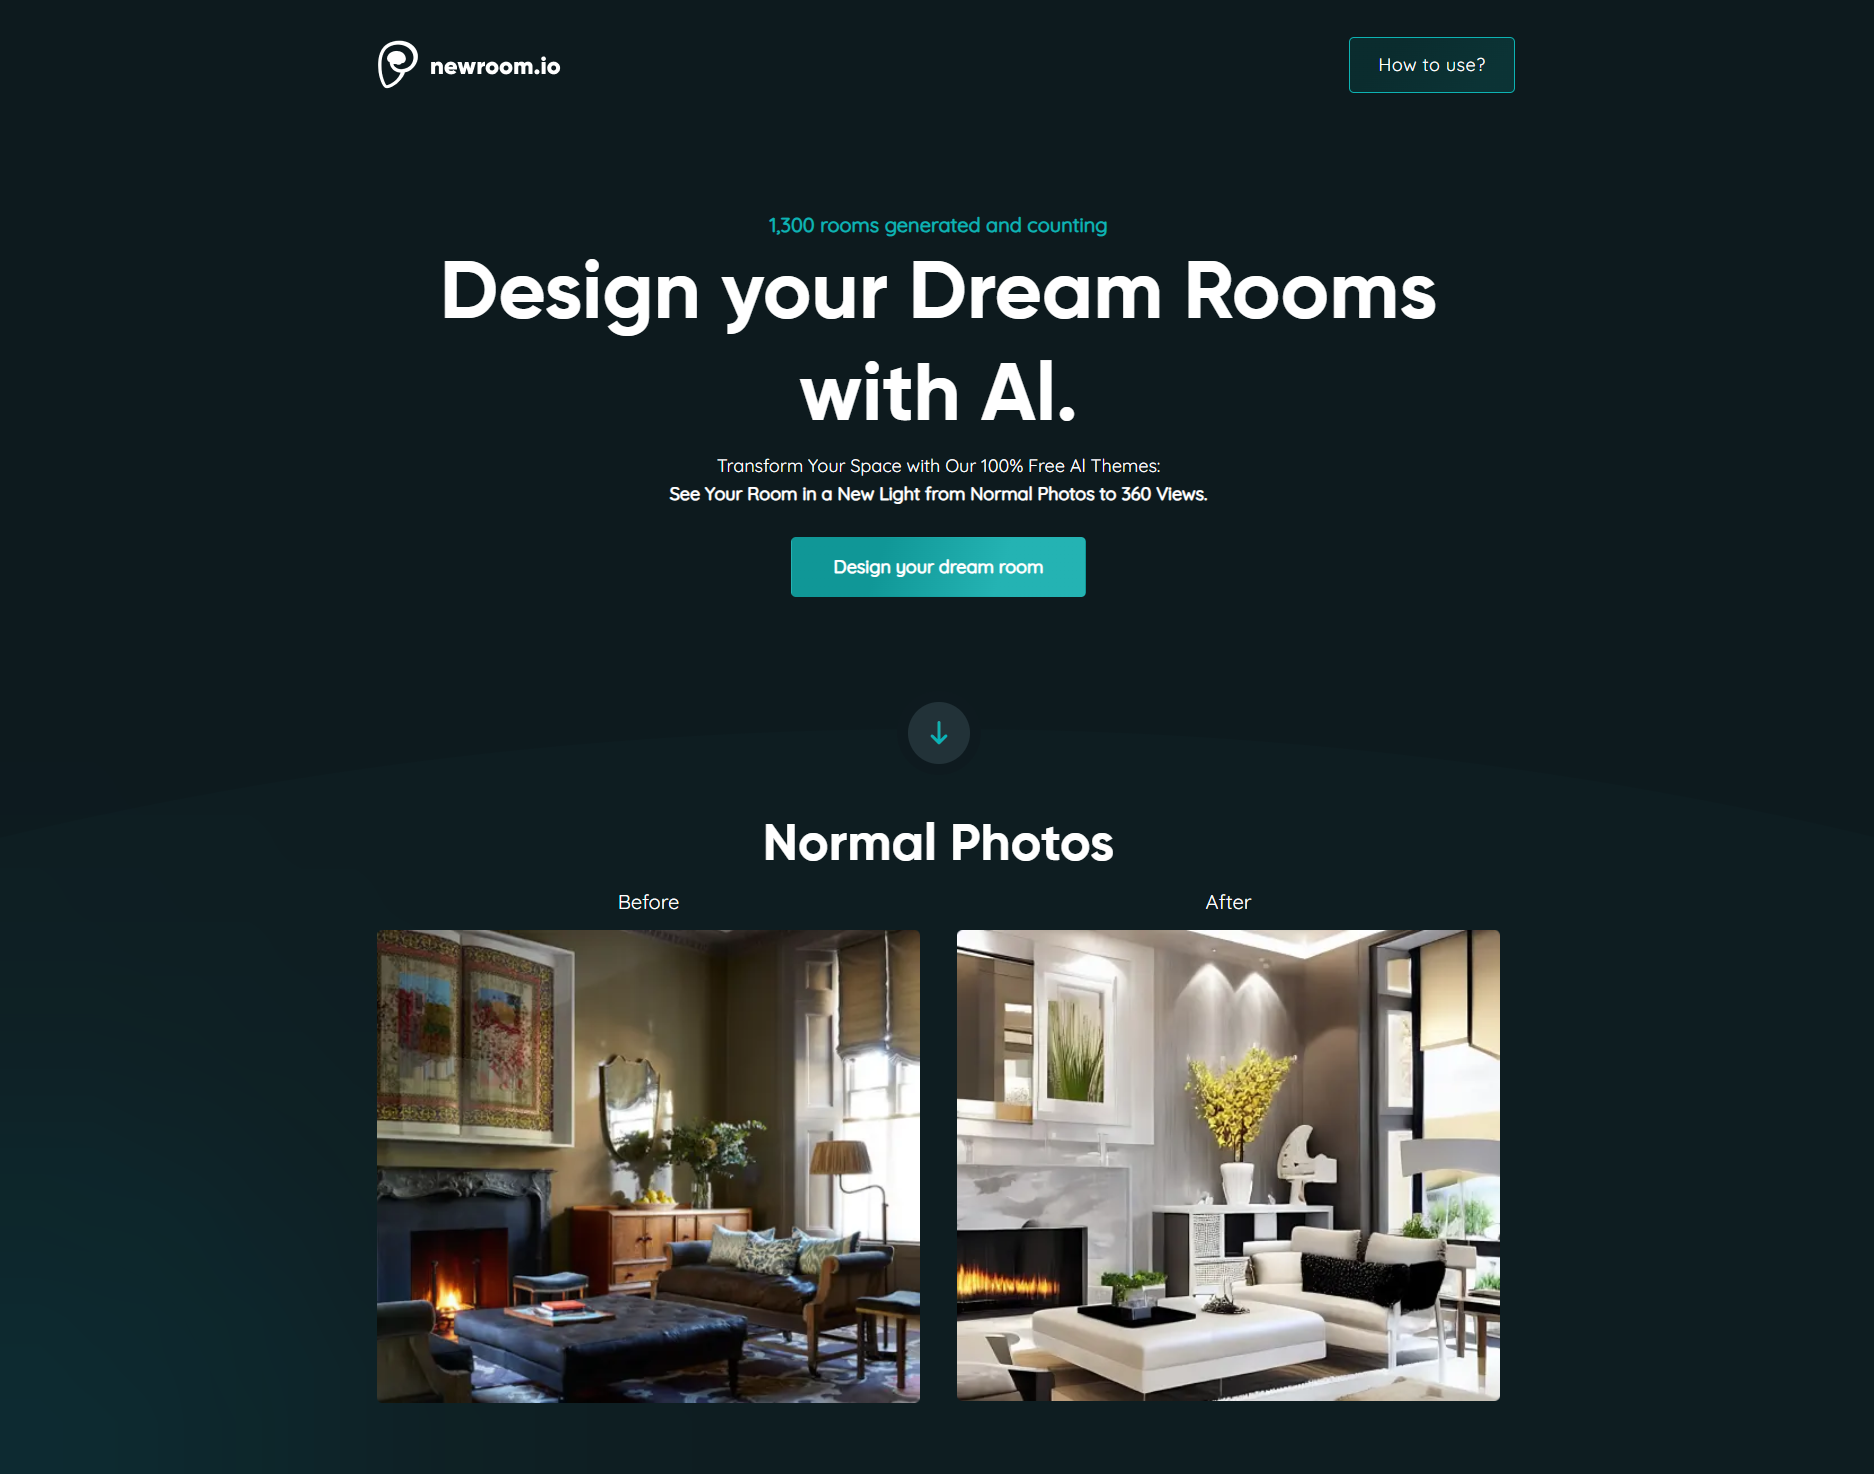 newroom.io
How to use?
1,300 rooms generated and counting
Design your Dream Rooms
with AI.
Transform Your Space with Our 100% Free AI Themes:
See Your Room in a New Light from Normal Photos to 360 Views.
Design your dream room
Normal Photos
Before
After